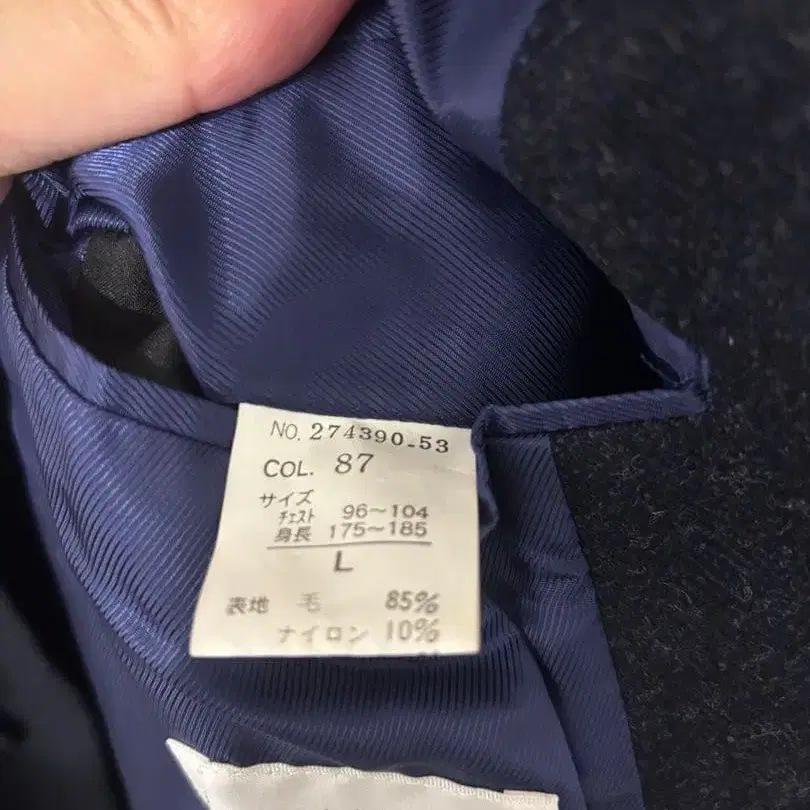 NO. 274390-53
COL. 87
サイズ
チェスト 96~104
身長 175~185
L
表地 毛 85%
ナイロン 10%